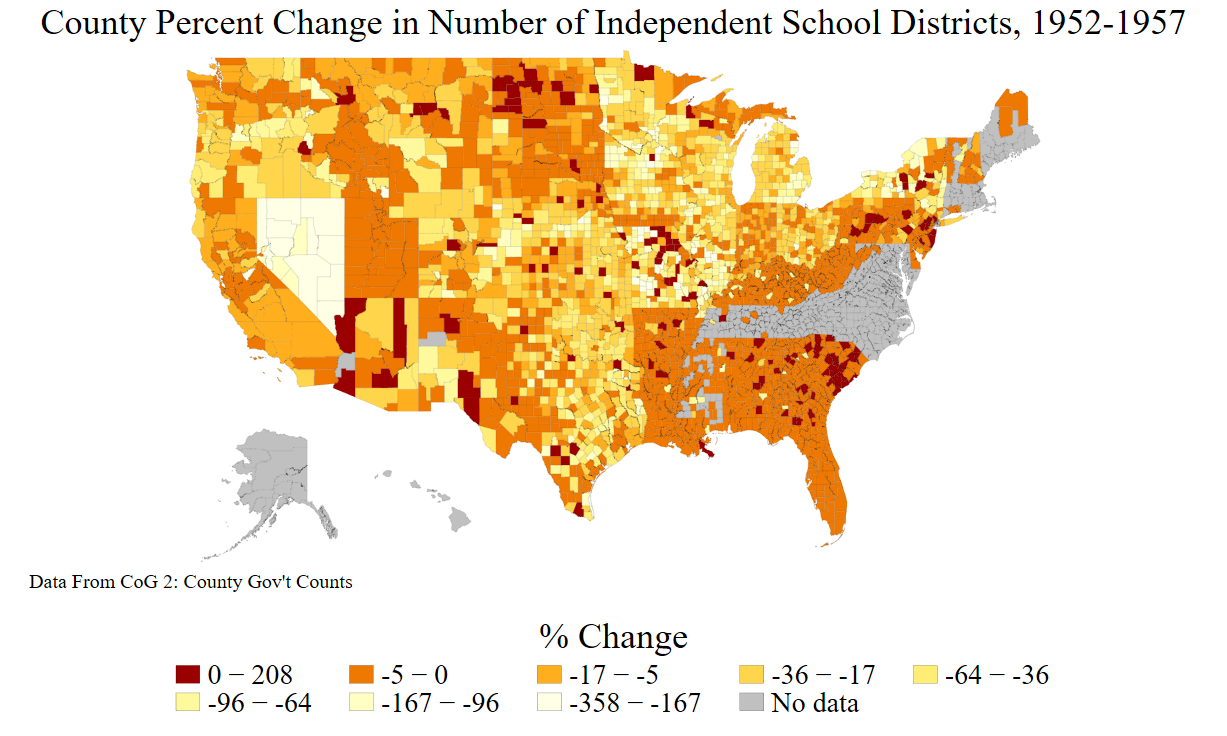 County Percent Change in Number of Independent School Districts, 1952-1957
Data From CoG 2: County Gov't Counts
% Change
0 − 208 -5 − 0 -17 − -5 -36 − -17 -64 − -36
-96 − -64 -167 − -96 -358 − -167 No data